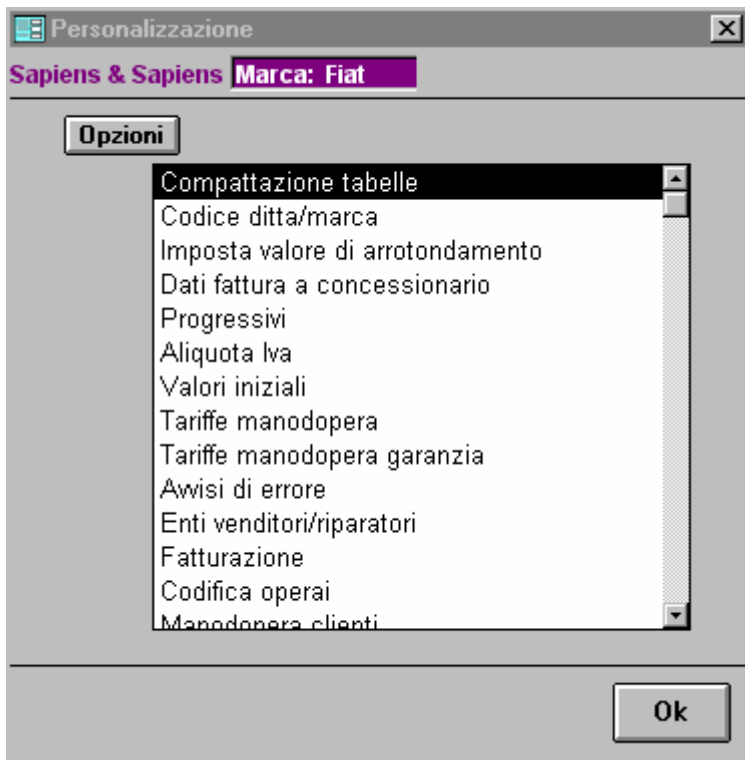 Personalizzazione
Sapiens & Sapiens Marca: Fiat
Opzioni
Compattazione tabelle
Codice ditta/marca
Imposta valore di arrotondamento
Dati fattura a concessionario
Progressivi
Aliquota Iva
Valori iniziali
Tariffe manodopera
Tariffe manodopera garanzia
Avvisi di errore
Enti venditori/riparatori
Fatturazione
Codifica operai
Manodopera clienti
Ok